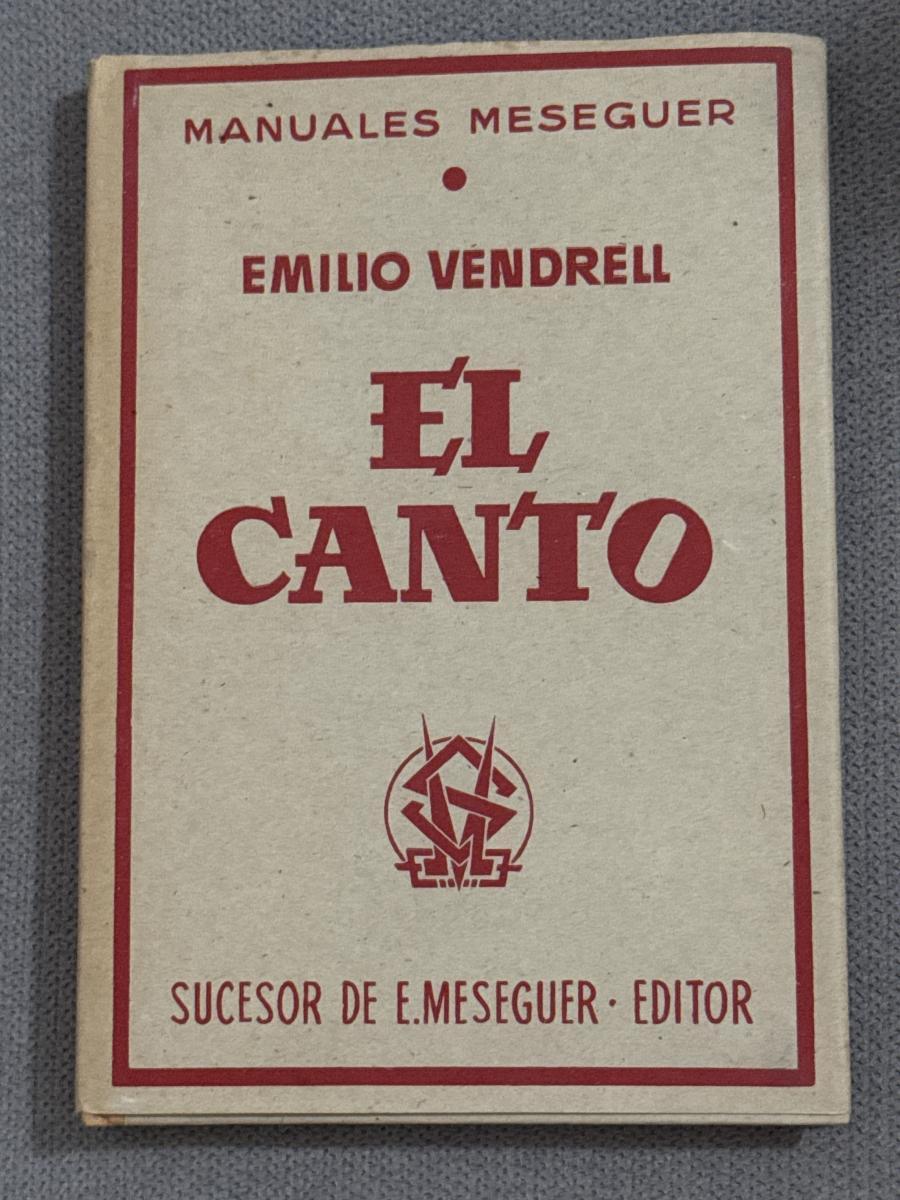 MANUALES MESEGUER
EMILIO VENDRELL
EL
CANTO
SUCESOR DE E.MESEGUER · EDITOR